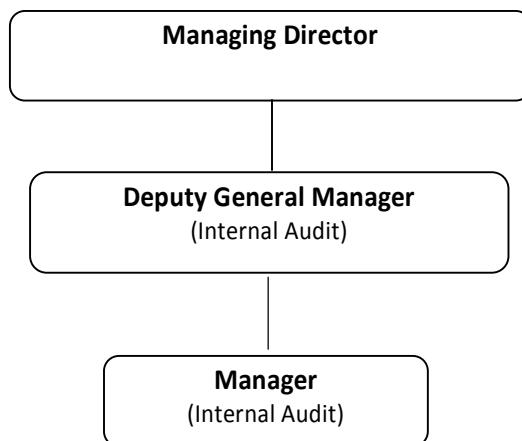 Managing Director
Deputy General Manager
(Internal Audit)
Manager
(Internal Audit)